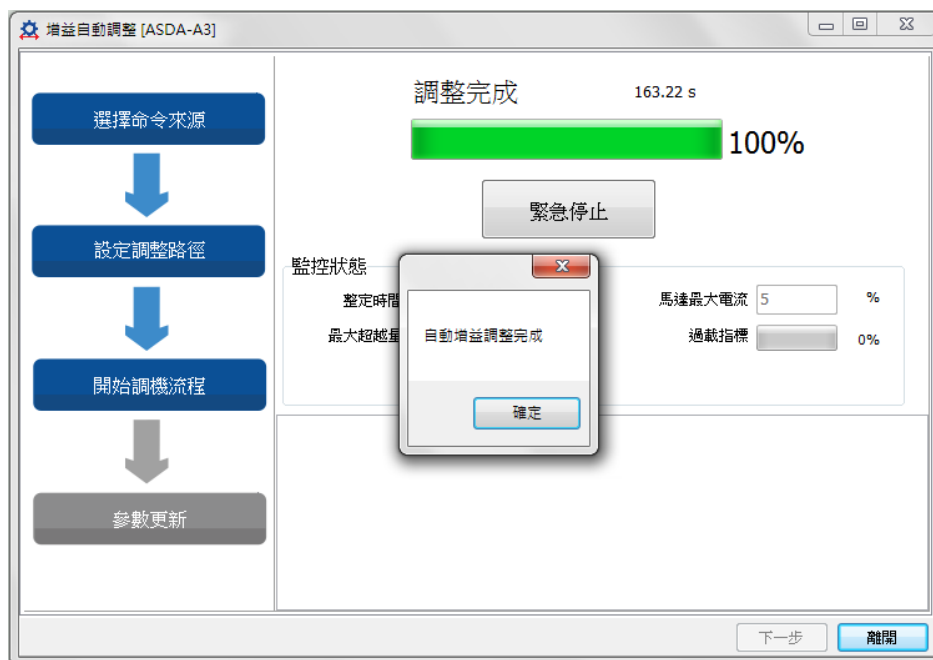 增益自動調整 [ASDA-A3]
選擇命令來源
設定調整路徑
開始調機流程
參數更新
調整完成 163.22 s
100%
緊急停止
監控狀態
整定時間 馬達最大電流 5 %
最大超越量 過載指標 0%
自動增益調整完成
確定
下一步 離開